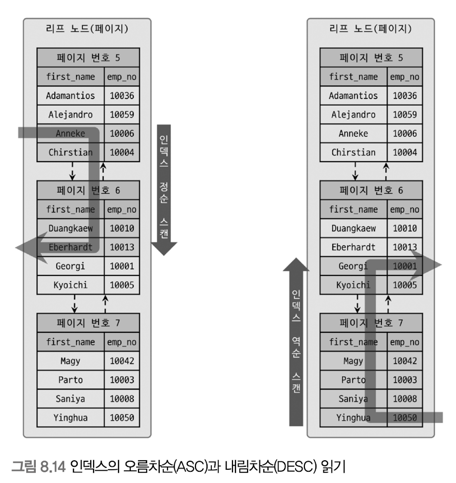 리프 노드(페이지)
페이지 번호 5
first_name emp_no
Adamantios 10036
Alejandro 10059
Anneke 10006
Chirstian 10004
페이지 번호 6
first_name emp_no
Duangkaew 10010
Eberhardt 10013
Georgi 10001
Kyoichi 10005
페이지 번호 7
first_name emp_no
Magy 10042
Parto 10003
Saniya 10008
Yinghua 10050
인덱스 정순 스캔
리프 노드(페이지)
페이지 번호 5
first_name emp_no
Adamantios 10036
Alejandro 10059
Anneke 10006
Chirstian 10004
페이지 번호 6
first_name emp_no
Duangkaew 10010
Eberhardt 10013
Georgi 10001
Kyoichi 10005
페이지 번호 7
first_name emp_no
Magy 10042
Parto 10003
Saniya 10008
Yinghua 10050
인덱스 역순 스캔
그림 8.14 인덱스의 오름차순(ASC)과 내림차순(DESC) 읽기